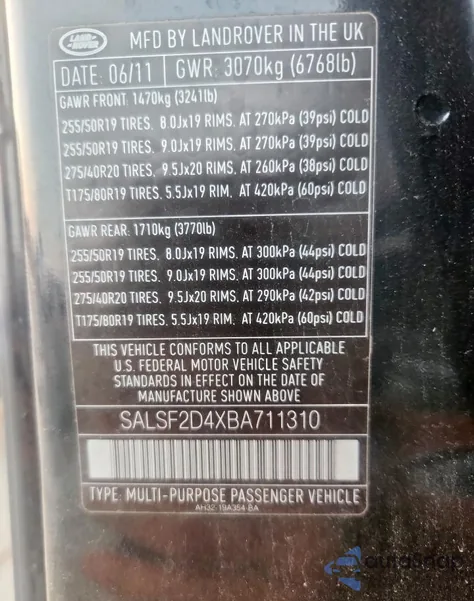 LAND-
-ROVER
MFD BY LANDROVER IN THE UK
DATE: 06/11 GWR: 3070kg (6768lb)
GAWR FRONT: 1470kg (3241lb)
255/50R19 TIRES. 8.0Jx19 RIMS. AT 270kPa (39psi) COLD
255/50R19 TIRES. 9.0Jx19 RIMS. AT 270kPa (39psi) COLD
275/40R20 TIRES. 9.5Jx20 RIMS. AT 260kPa (38psi) COLD
T175/80R19 TIRES. 5.5Jx19 RIM. AT 420kPa (60psi) COLD
GAWR REAR: 1710kg (3770lb)
255/50R19 TIRES. 8.0Jx19 RIMS. AT 300kPa (44psi) COLD
255/50R19 TIRES. 9.0Jx19 RIMS. AT 300kPa (44psi) COLD
275/40R20 TIRES. 9.5Jx20 RIMS. AT 290kPa (42psi) COLD
T175/80R19 TIRES. 5.5Jx19 RIM. AT 420kPa (60psi) COLD
THIS VEHICLE CONFORMS TO ALL APPLICABLE
U.S. FEDERAL MOTOR VEHICLE SAFETY
STANDARDS IN EFFECT ON THE DATE OF
MANUFACTURE SHOWN ABOVE
SALSF2D4XBA711310
TYPE: MULTI-PURPOSE PASSENGER VEHICLE
AH32-19A364-BA